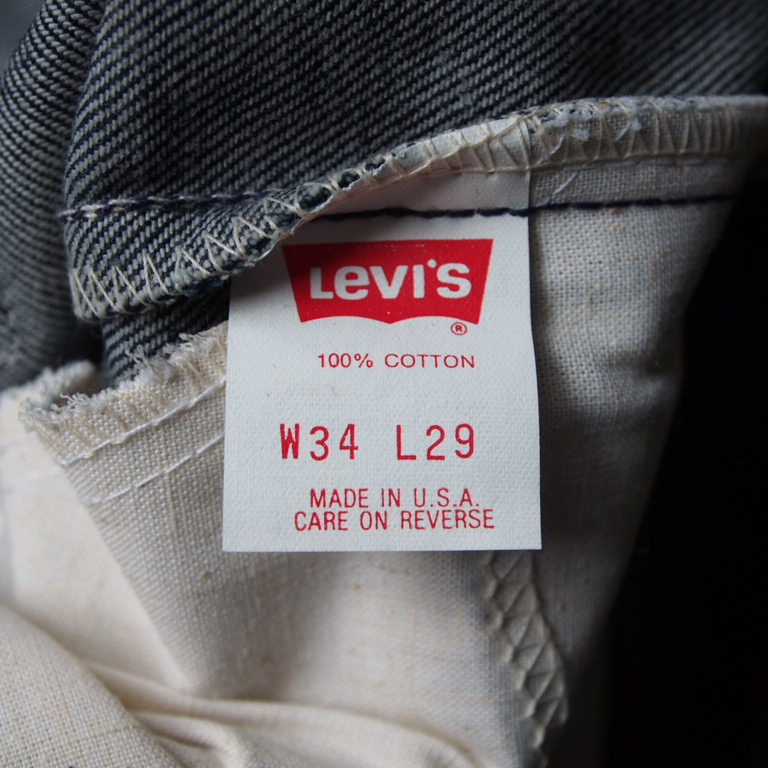 LEVI'S ®
100% COTTON
W34 L29
MADE IN U.S.A.
CARE ON REVERSE